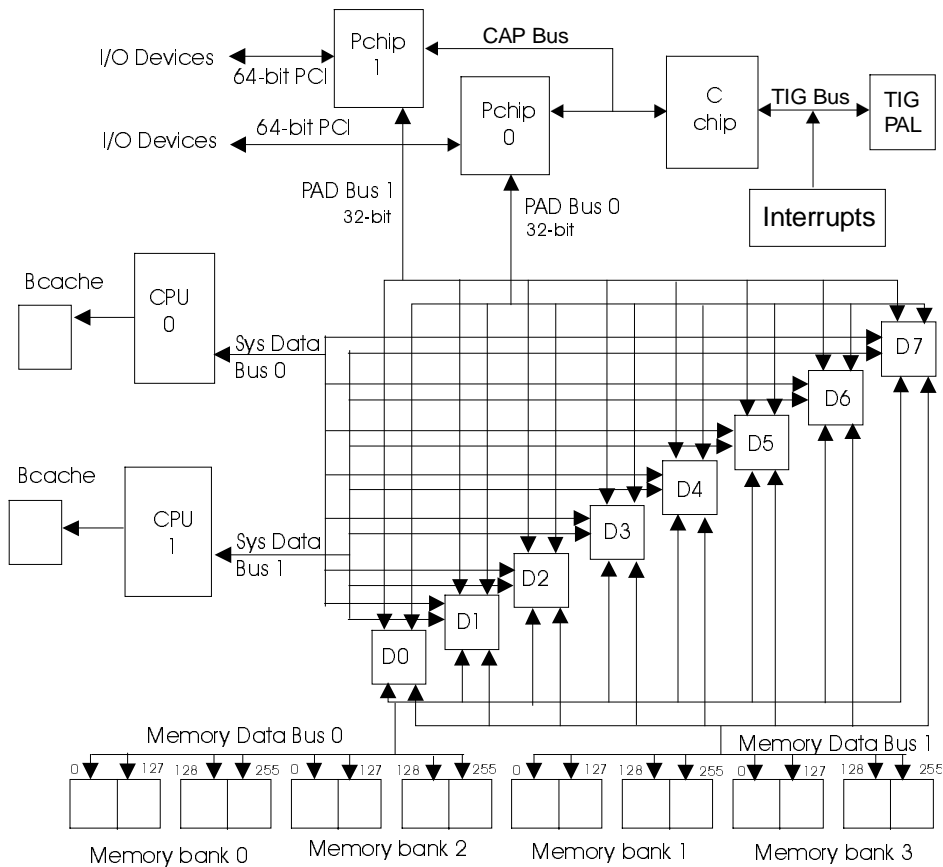 I/O Devices
64-bit PCI
Pchip
1
CAP Bus
I/O Devices
64-bit PCI
Pchip
0
C
chip
TIG Bus
TIG
PAL
Interrupts
PAD Bus 1
32-bit
PAD Bus 0
32-bit
Bcache
CPU
0
Sys Data
Bus 0
Bcache
CPU
1
Sys Data
Bus 1
D7
D6
D5
D4
D3
D2
D1
D0
Memory Data Bus 0
Memory Data Bus 1
0 127 128 255 0 127 128 255 0 127 128 255 0 127 128 255
Memory bank 0
Memory bank 2
Memory bank 1
Memory bank 3